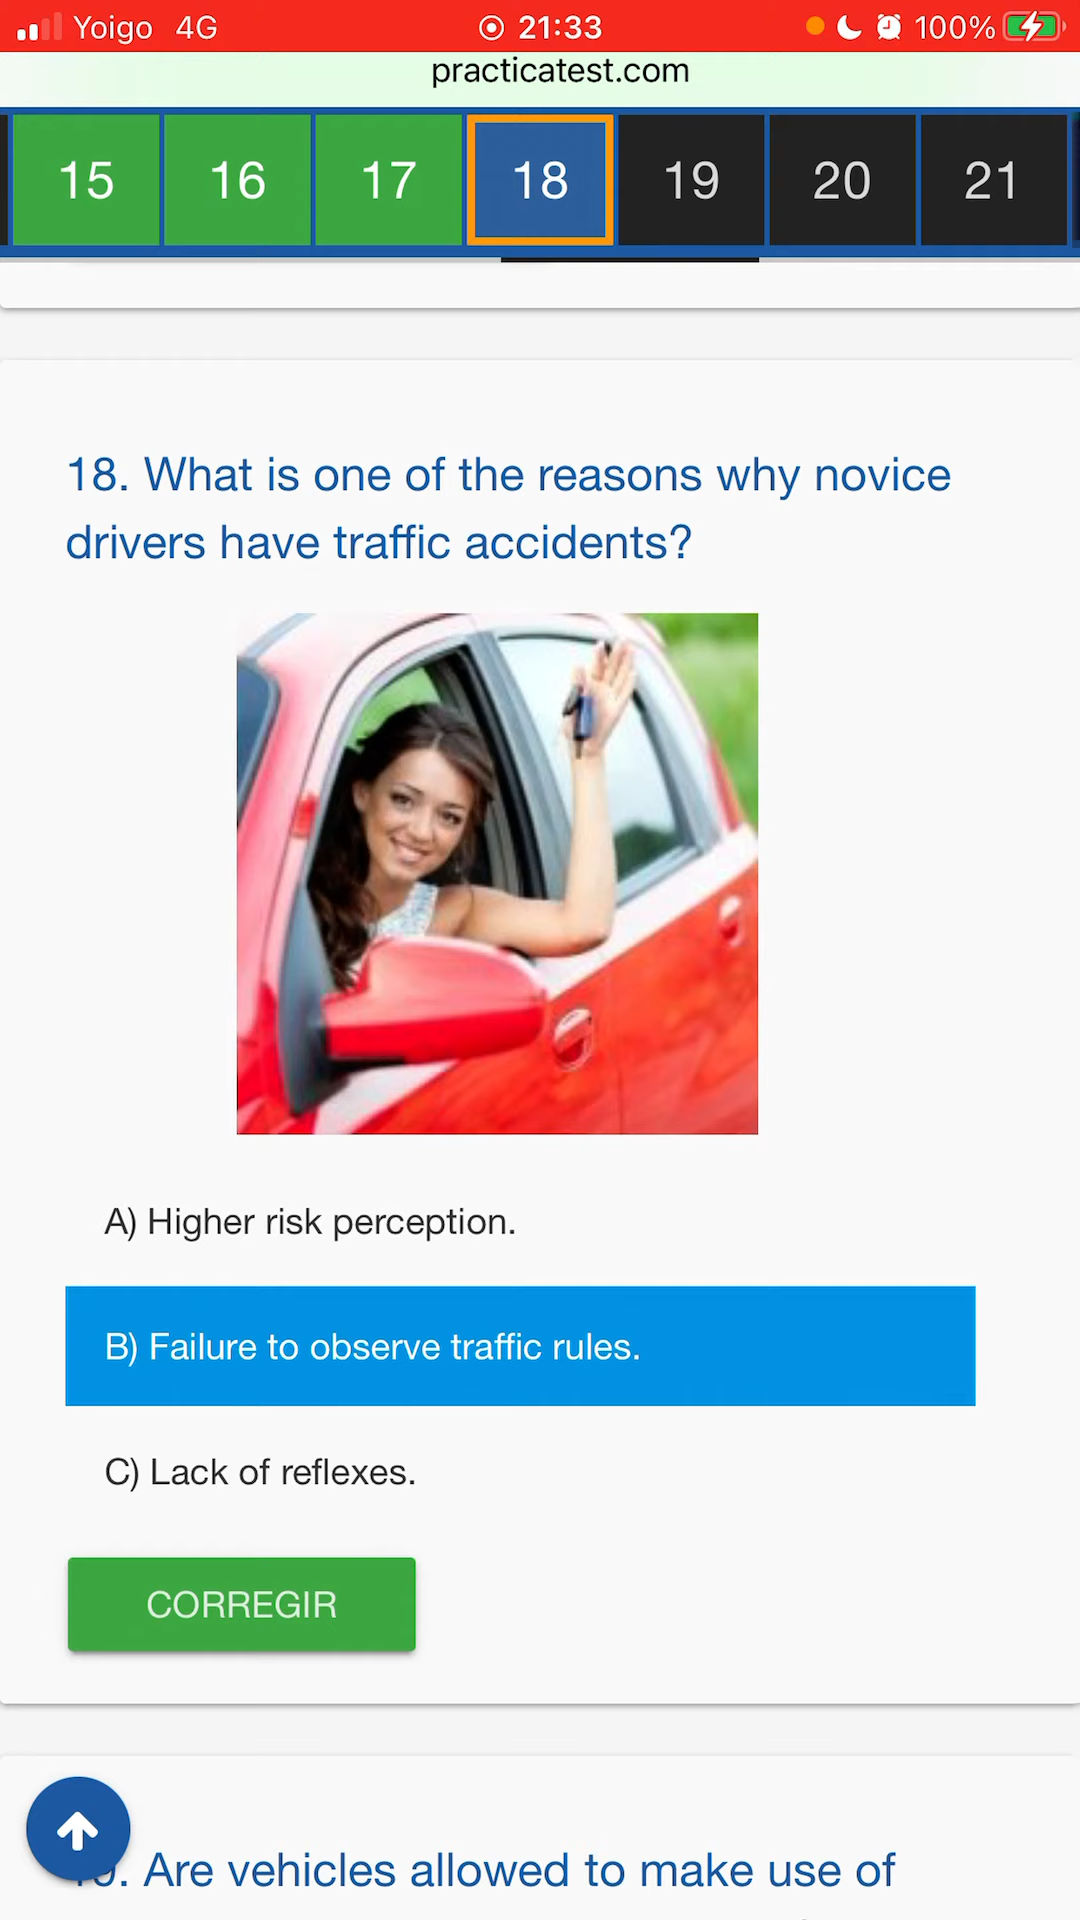 Yoigo 4G 21:33 100%
practicatest.com
15 16 17 18 19 20 21
18. What is one of the reasons why novice
drivers have traffic accidents?
A) Higher risk perception.
B) Failure to observe traffic rules.
C) Lack of reflexes.
CORREGIR
Are vehicles allowed to make use of